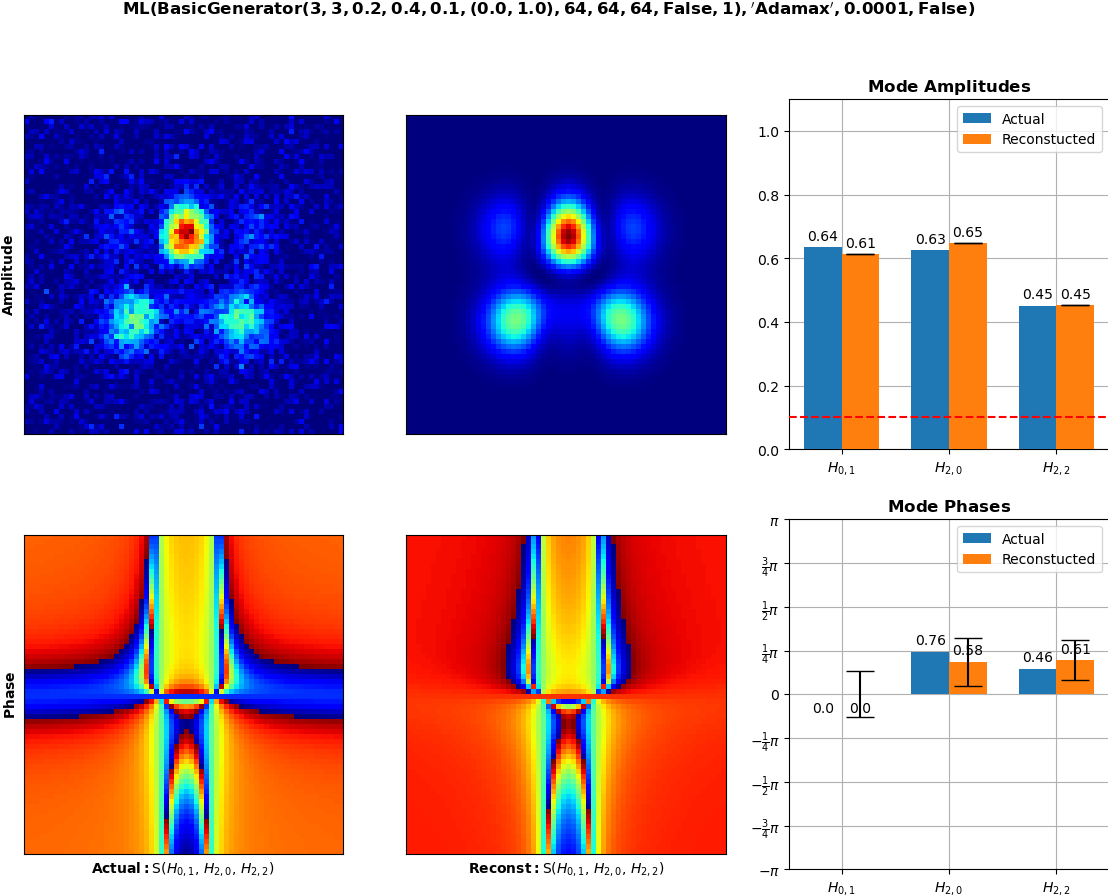 ML(BasicGenerator(3, 3, 0.2, 0.4, 0.1, (0.0, 1.0), 64, 64, 64, False, 1), 'Adamax', 0.0001, False)
Amplitude
Mode Amplitudes
Actual
Reconstucted
1.0
0.8
0.6
0.4
0.2
0.0
0.64 0.61 0.63 0.65 0.45 0.45
H0,1 H2,0 H2,2
Phase
Actual: S(H0,1, H2,0, H2,2)
Reconst: S(H0,1, H2,0, H2,2)
Mode Phases
Actual
Reconstucted
π
3/4π
1/2π
1/4π
0
−1/4π
−1/2π
−3/4π
−π
0.0 0.0 0.76 0.58 0.46 0.61
H0,1 H2,0 H2,2